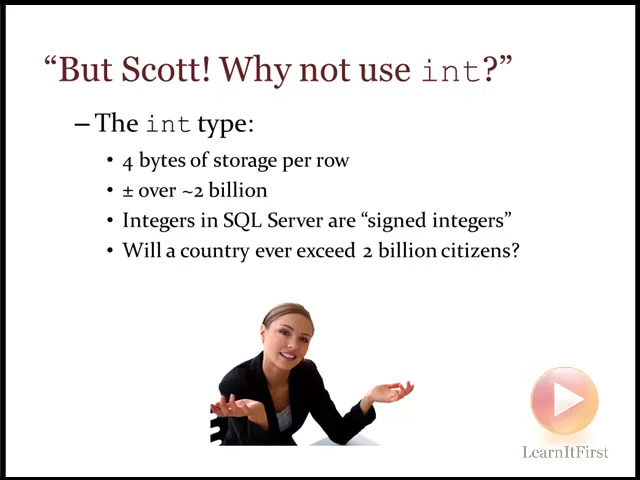 “But Scott! Why not use int?”
– The int type:
• 4 bytes of storage per row
• ± over ~2 billion
• Integers in SQL Server are “signed integers”
• Will a country ever exceed 2 billion citizens?
LearnItFirst